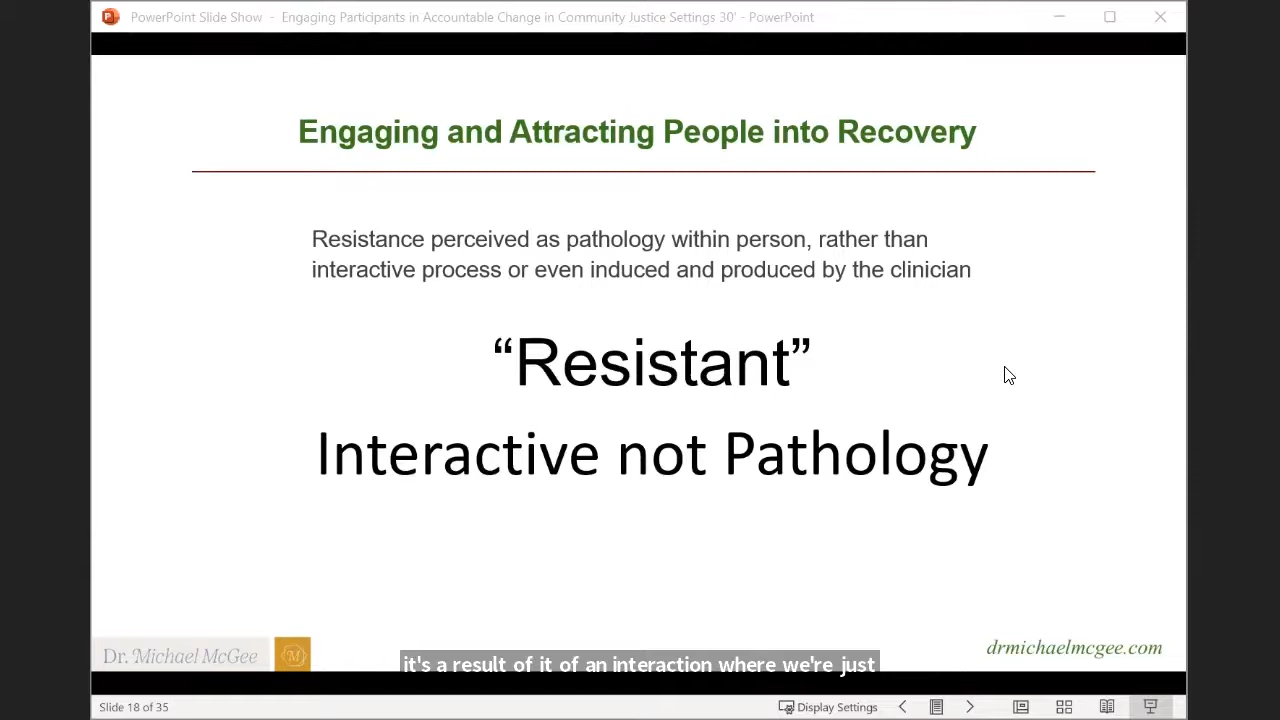 PowerPoint Slide Show - Engaging Participants in Accountable Change in Community Justice Settings 30' - PowerPoint
Engaging and Attracting People into Recovery
Resistance perceived as pathology within person, rather than
interactive process or even induced and produced by the clinician
“Resistant”
Interactive not Pathology
Dr. Michael McGee
M
drmichaelmcgee.com
it's a result of it of an interaction where we're just
Slide 18 of 35
Display Settings